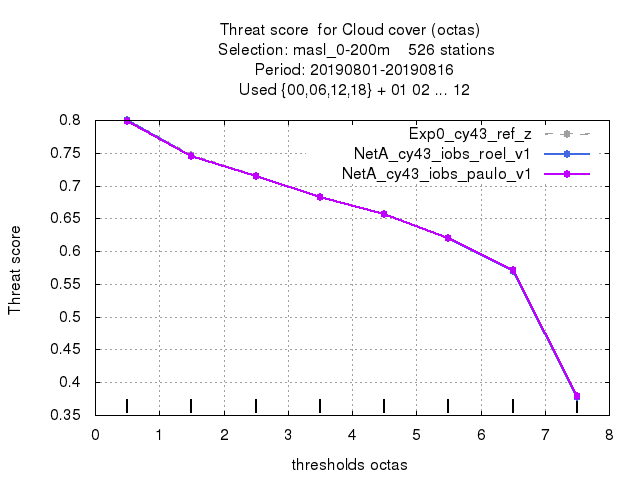 Threat score for Cloud cover (octas)
Selection: masl_0-200m 526 stations
Period: 20190801-20190816
Used {00,06,12,18} + 01 02 ... 12
Exp0_cy43_ref_z
NetA_cy43_iobs_roel_v1
NetA_cy43_iobs_paulo_v1
Threat score
0.8
0.75
0.7
0.65
0.6
0.55
0.5
0.45
0.4
0.35
0 1 2 3 4 5 6 7 8
thresholds octas